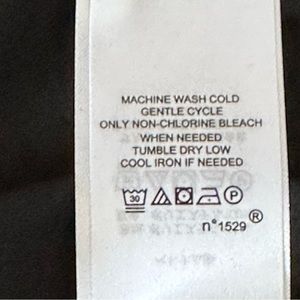 MACHINE WASH COLD
GENTLE CYCLE
ONLY NON-CHLORINE BLEACH
WHEN NEEDED
TUMBLE DRY LOW
COOL IRON IF NEEDED
30 P
n°1529®